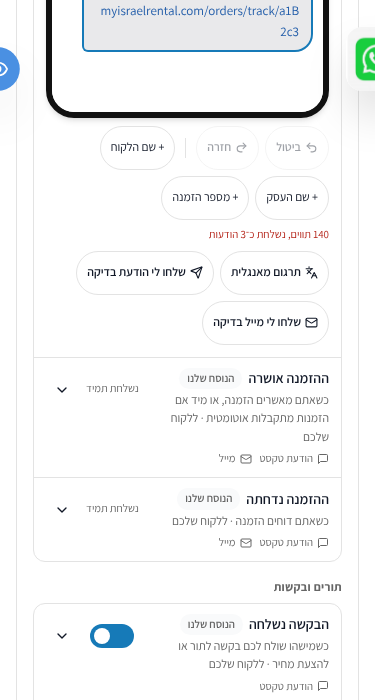 myisraelrental.com/orders/track/a1B
2c3
ביטול
חזרה
+ שם הלקוח
+ שם העסק
+ מספר הזמנה
140 תווים, נשלחת כ־3 הודעות
תרגום מאנגלית
שלחו לי הודעת בדיקה
שלחו לי מייל בדיקה
ההזמנה אושרה הנוסח שלנו
נשלחת תמיד
כשאתם מאשרים הזמנה, או מיד אם
הזמנות מתקבלות אוטומטית · ללקוח
שלכם
הודעת טקסט מייל
ההזמנה נדחתה הנוסח שלנו
נשלחת תמיד
כשאתם דוחים הזמנה · ללקוח שלכם
הודעת טקסט מייל
תורים ובקשות
הבקשה נשלחה הנוסח שלנו
כשמישהו שולח לכם בקשה לתור או
להצעת מחיר · ללקוח שלכם
הודעת טקסט